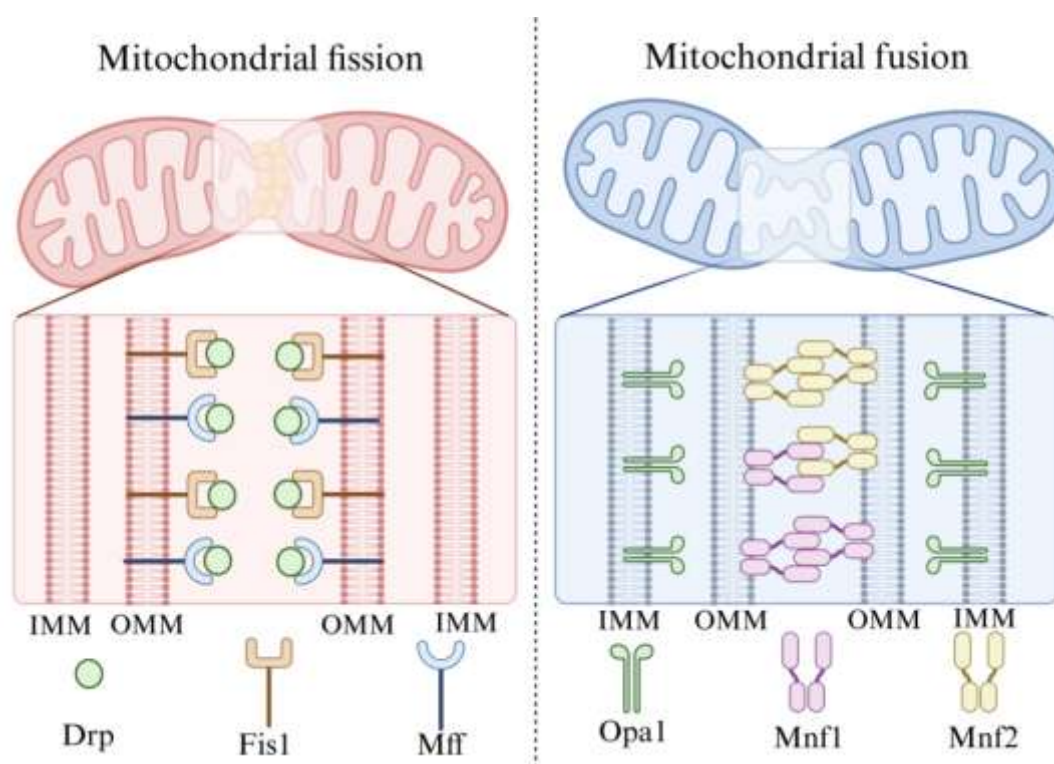 Mitochondrial fission
Mitochondrial fusion
IMM OMM OMM IMM
IMM OMM OMM IMM
Drp Fis1 Mff
Opa1 Mnf1 Mnf2